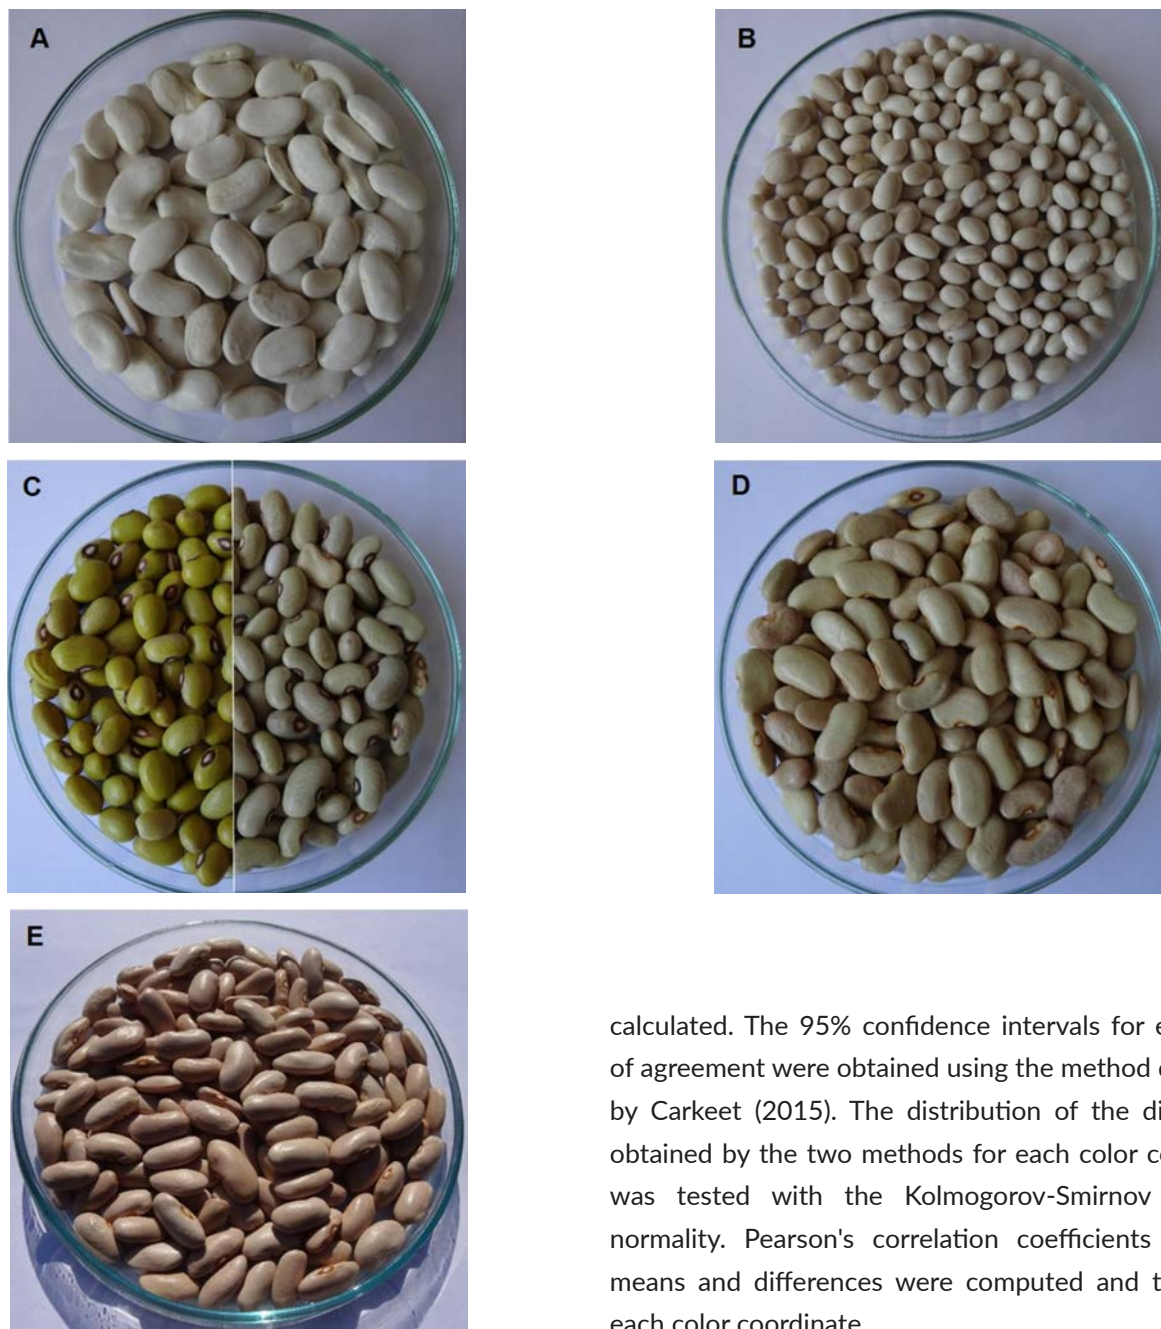 A
B
C
D
E
calculated. The 95% confidence intervals for
of agreement were obtained using the method
by Carkeet (2015). The distribution of the
obtained by the two methods for each color
was tested with the Kolmogorov-Smirnov
normality. Pearson's correlation coefficients
means and differences were computed and
each color coordinate